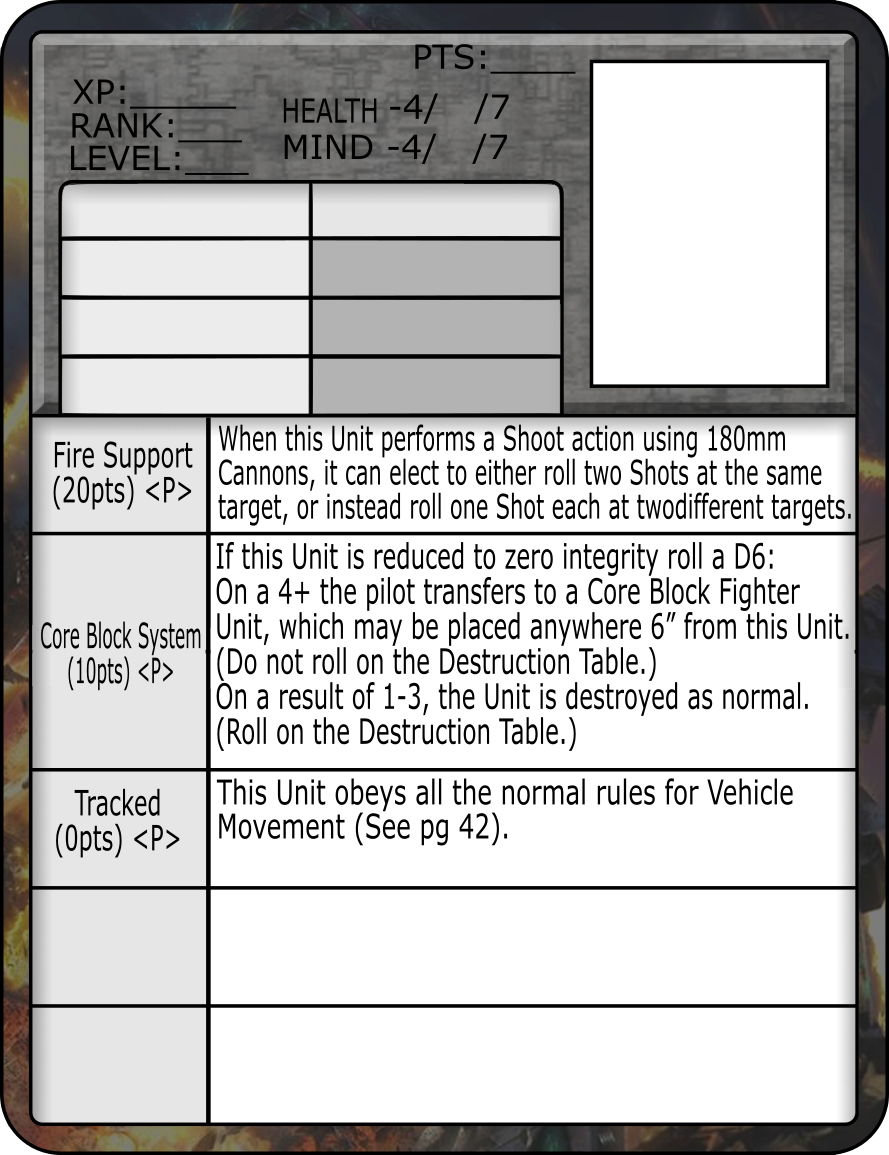 PTS:____
XP:_____
RANK:___
LEVEL:___
HEALTH -4/ /7
MIND -4/ /7
Fire Support
(20pts) <P>
When this Unit performs a Shoot action using 180mm
Cannons, it can elect to either roll two Shots at the same
target, or instead roll one Shot each at twodifferent targets.
Core Block System
(10pts) <P>
If this Unit is reduced to zero integrity roll a D6:
On a 4+ the pilot transfers to a Core Block Fighter
Unit, which may be placed anywhere 6” from this Unit.
(Do not roll on the Destruction Table.)
On a result of 1-3, the Unit is destroyed as normal.
(Roll on the Destruction Table.)
Tracked
(0pts) <P>
This Unit obeys all the normal rules for Vehicle
Movement (See pg 42).